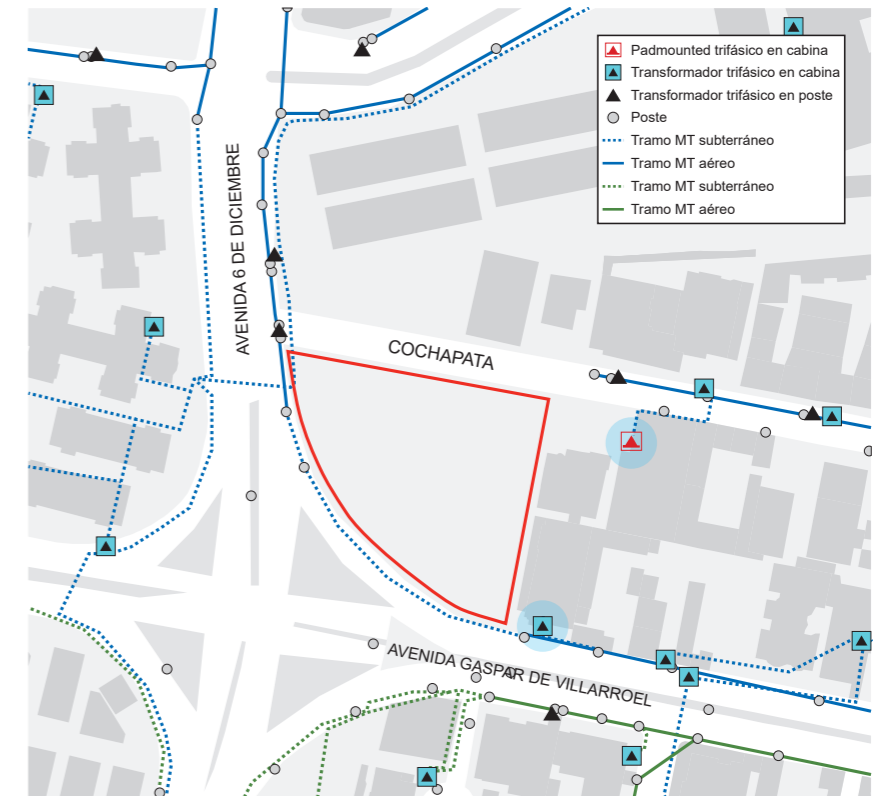 Padmounted trifásico en cabina
Transformador trifásico en cabina
Transformador trifásico en poste
Poste
Tramo MT subterráneo
Tramo MT aéreo
Tramo MT subterráneo
Tramo MT aéreo
AVENIDA 6 DE DICIEMBRE
COCHAPATA
AVENIDA GASPAR DE VILLARROEL